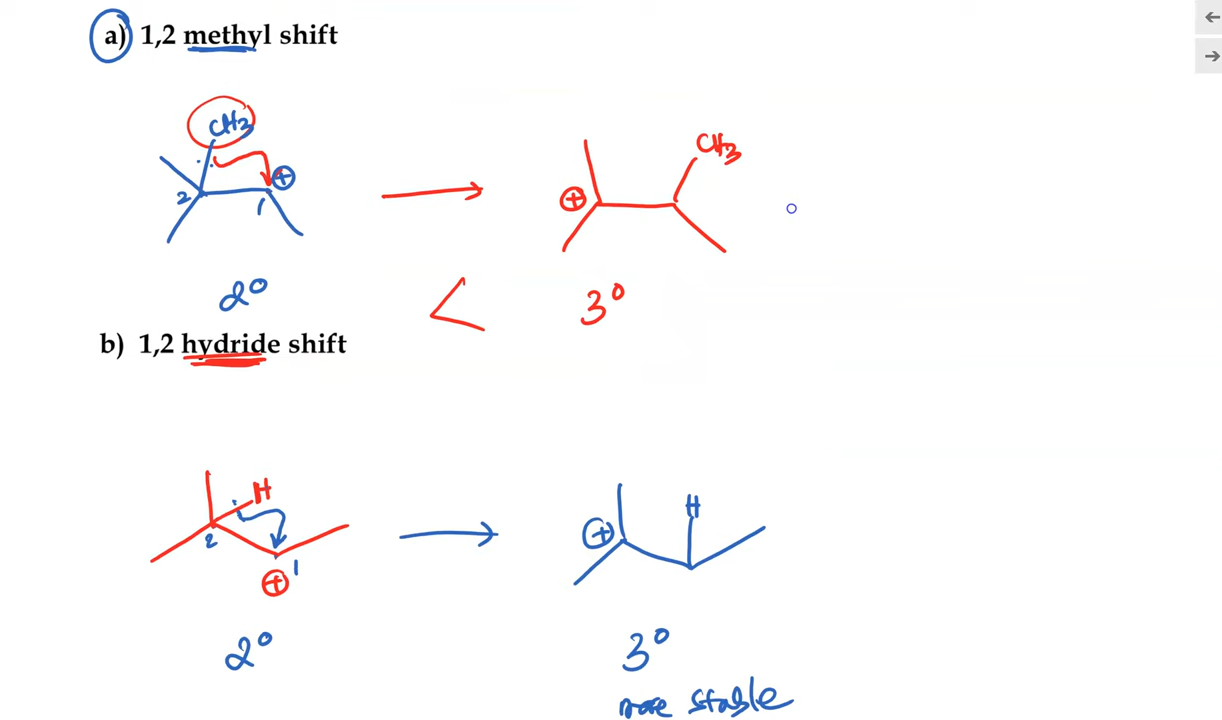 a) 1,2 methyl shift
CH3
CH3
⊕
2
1
⊕
2°
<
3°
b) 1,2 hydride shift
H
H
2
⊕
1
⊕
2°
3°
more stable